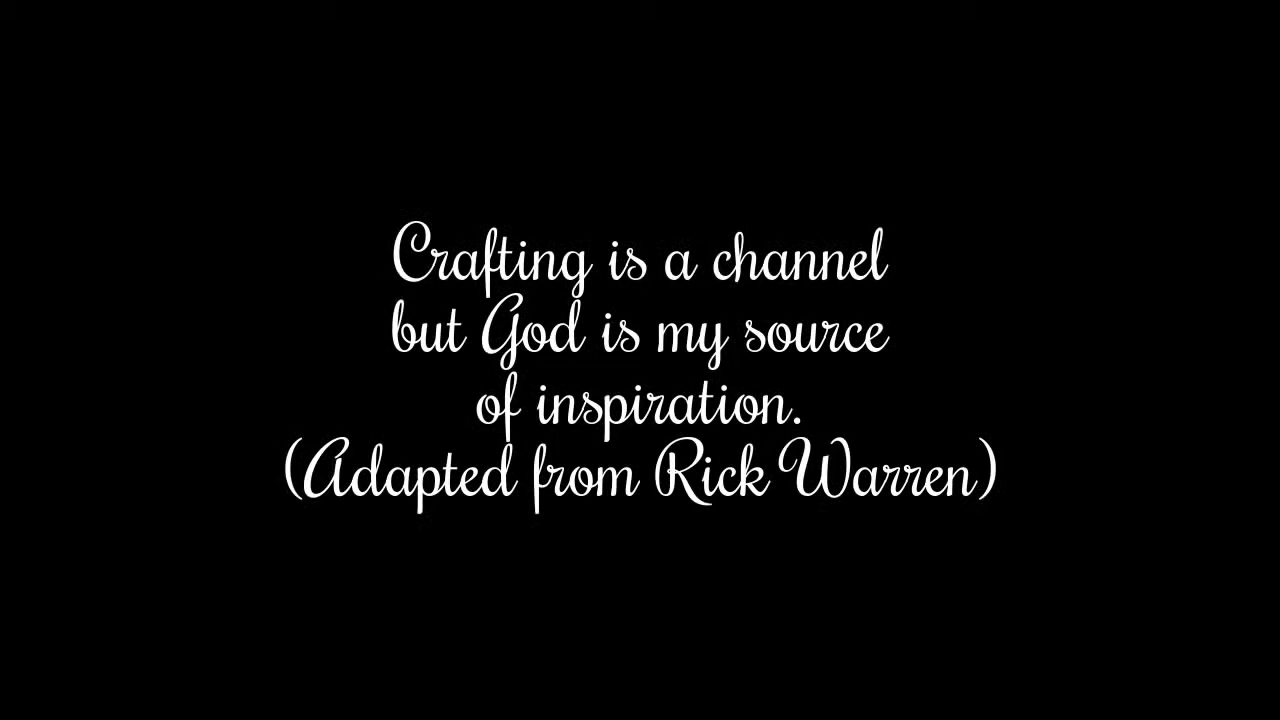 Crafting is a channel
but God is my source
of inspiration.
(Adapted from Rick Warren)